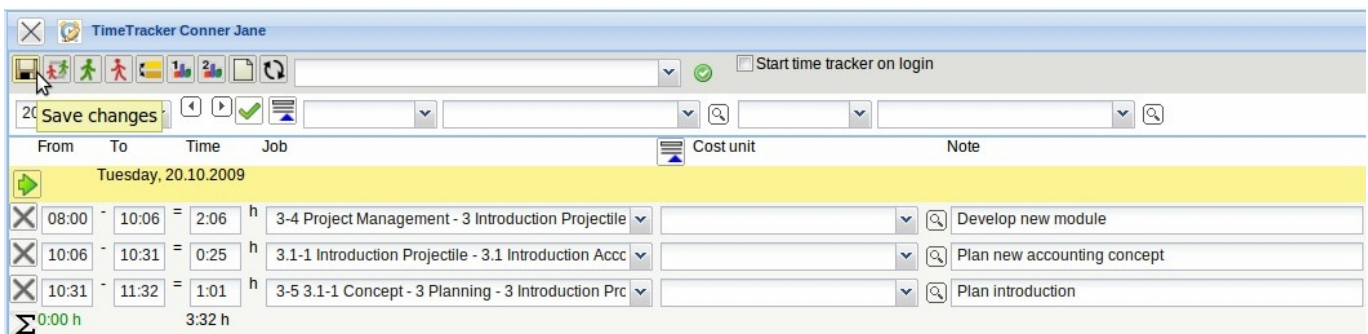 TimeTracker Conner Jane
Start time tracker on login
20
Save changes
From To Time Job Cost unit Note
Tuesday, 20.10.2009
08:00 - 10:06 = 2:06 h 3-4 Project Management - 3 Introduction Projectile Develop new module
10:06 - 10:31 = 0:25 h 3.1-1 Introduction Projectile - 3.1 Introduction Acco Plan new accounting concept
10:31 - 11:32 = 1:01 h 3-5 3.1-1 Concept - 3 Planning - 3 Introduction Pro Plan introduction
Σ 0:00 h 3:32 h